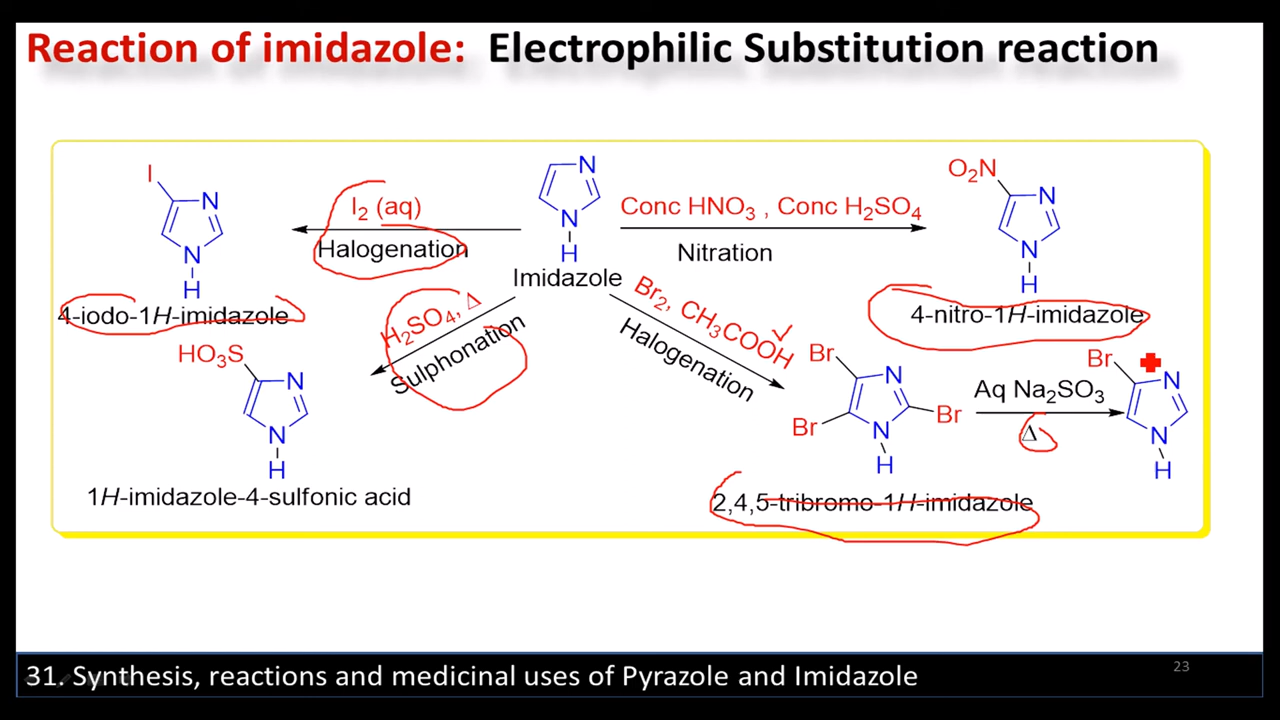 Reaction of imidazole: Electrophilic Substitution reaction
I
N
N
H
4-iodo-1H-imidazole
I2 (aq)
Halogenation
N
N
H
Imidazole
Conc HNO3 , Conc H2SO4
Nitration
O2N
N
N
H
4-nitro-1H-imidazole
H2SO4, Δ
Sulphonation
HO3S
N
N
H
1H-imidazole-4-sulfonic acid
Br2, CH3COOH
Halogenation
Br
N
Br
Br
N
H
2,4,5-tribromo-1H-imidazole
Aq Na2SO3
Δ
Br
N
N
H
31. Synthesis, reactions and medicinal uses of Pyrazole and Imidazole
23